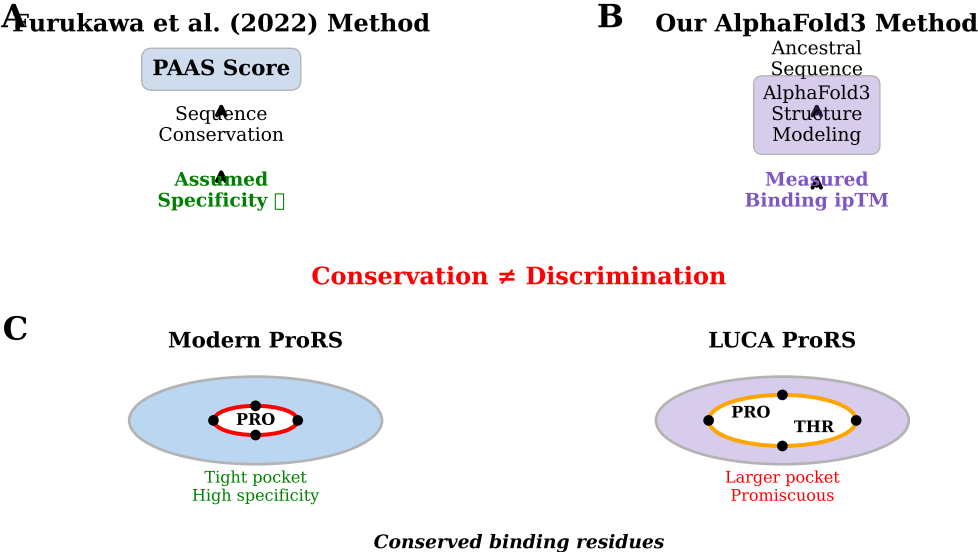 A
Furukawa et al. (2022) Method
PAAS Score
Sequence
Conservation
Assumed
Specificity
B
Our AlphaFold3 Method
Ancestral
Sequence
AlphaFold3
Structure
Modeling
Measured
Binding ipTM
Conservation ≠ Discrimination
C
Modern ProRS
PRO
Tight pocket
High specificity
LUCA ProRS
PRO
THR
Larger pocket
Promiscuous
Conserved binding residues